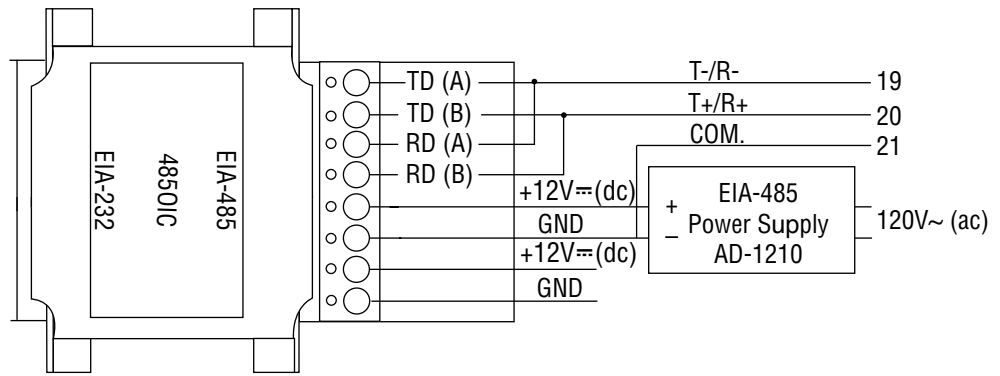 EIA-232
485OIC
EIA-485
TD (A)
TD (B)
RD (A)
RD (B)
T-/R-
19
T+/R+
20
COM.
21
+12V⎓(dc)
GND
+12V⎓(dc)
GND
+
–
EIA-485
Power Supply
AD-1210
120V~ (ac)